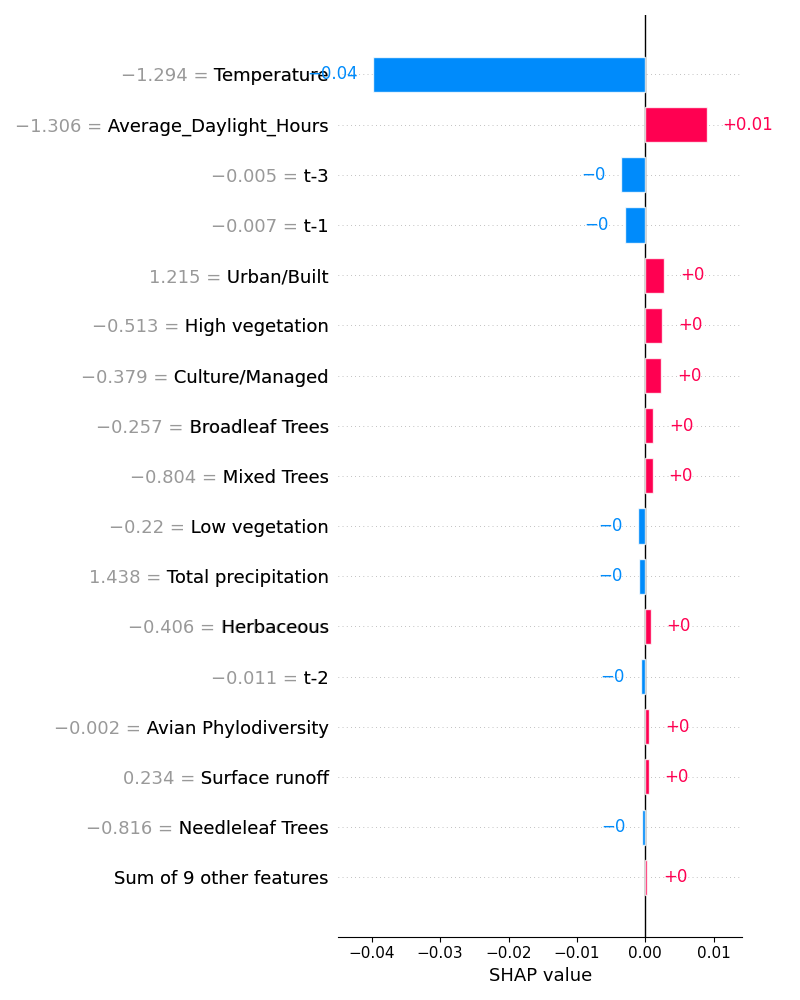 −1.294 = Temperature −0.04
−1.306 = Average_Daylight_Hours +0.01
−0.005 = t-3 −0
−0.007 = t-1 −0
1.215 = Urban/Built +0
−0.513 = High vegetation +0
−0.379 = Culture/Managed +0
−0.257 = Broadleaf Trees +0
−0.804 = Mixed Trees +0
−0.22 = Low vegetation −0
1.438 = Total precipitation −0
−0.406 = Herbaceous +0
−0.011 = t-2 −0
−0.002 = Avian Phylodiversity +0
0.234 = Surface runoff +0
−0.816 = Needleleaf Trees −0
Sum of 9 other features +0
−0.04 −0.03 −0.02 −0.01 0.00 0.01
SHAP value